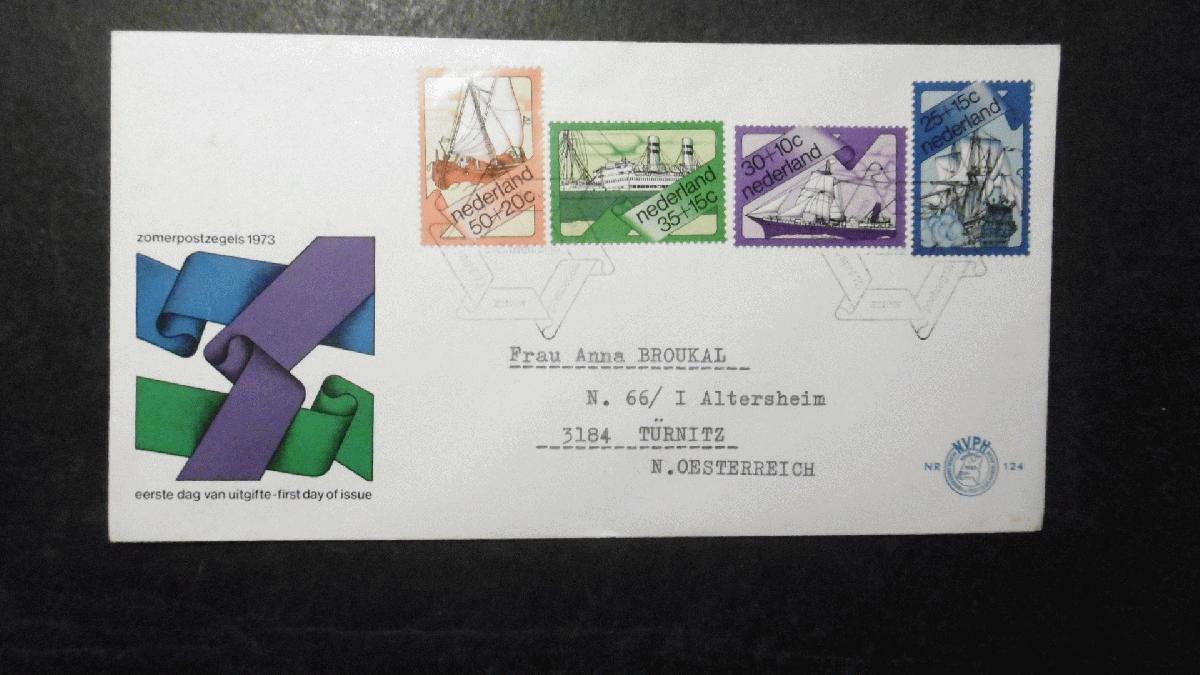 nederland
50+20c
nederland
35+15c
30+10c
nederland
25+15c
nederland
zomerpostzegels 1973
Frau Anna BROUKAL
N. 66/ I Altersheim
3184 TÜRNITZ
N.OESTERREICH
NVPH
NR 124
eerste dag van uitgifte-first day of issue